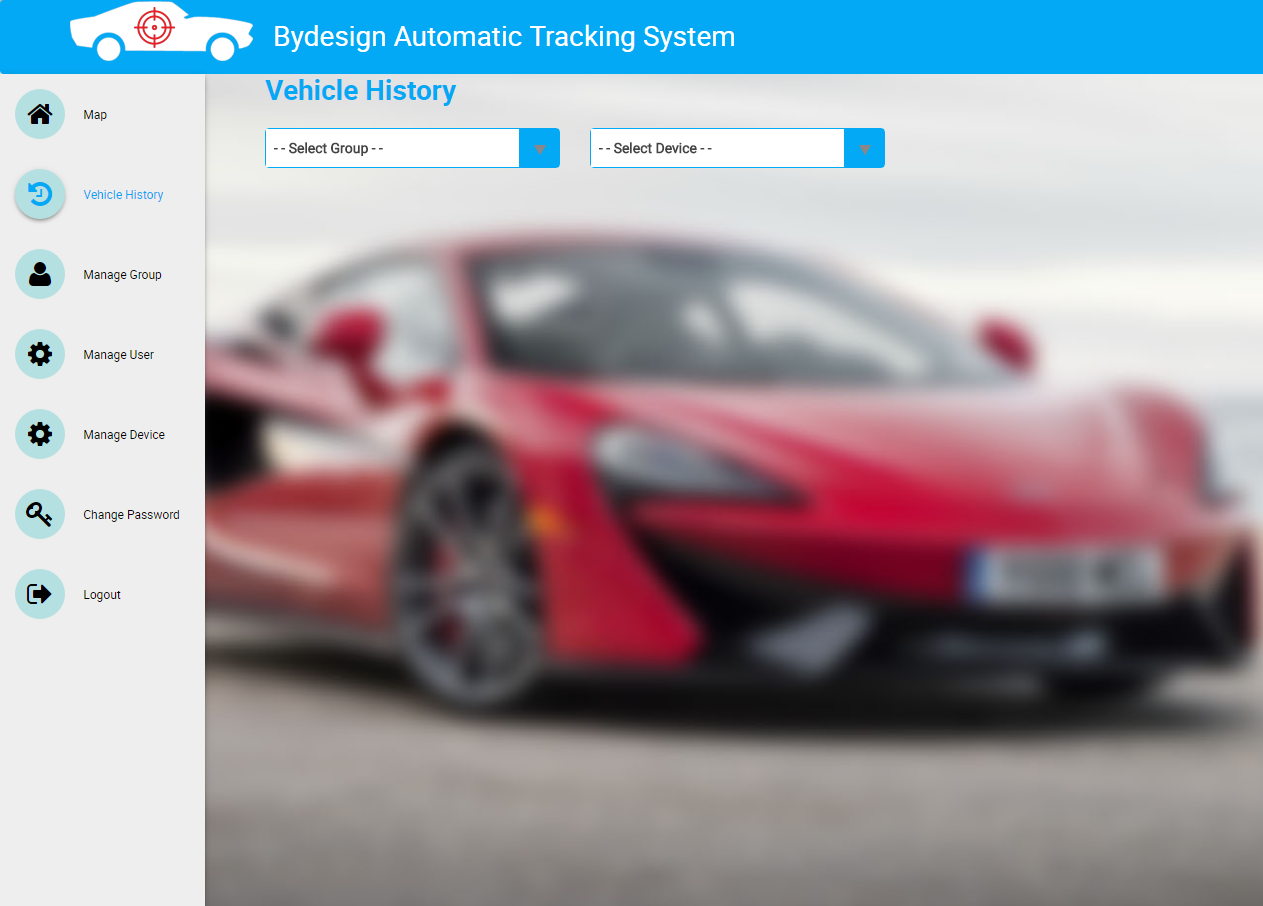 Bydesign Automatic Tracking System
Vehicle History
- - Select Group - -
- - Select Device - -
Map
Vehicle History
Manage Group
Manage User
Manage Device
Change Password
Logout